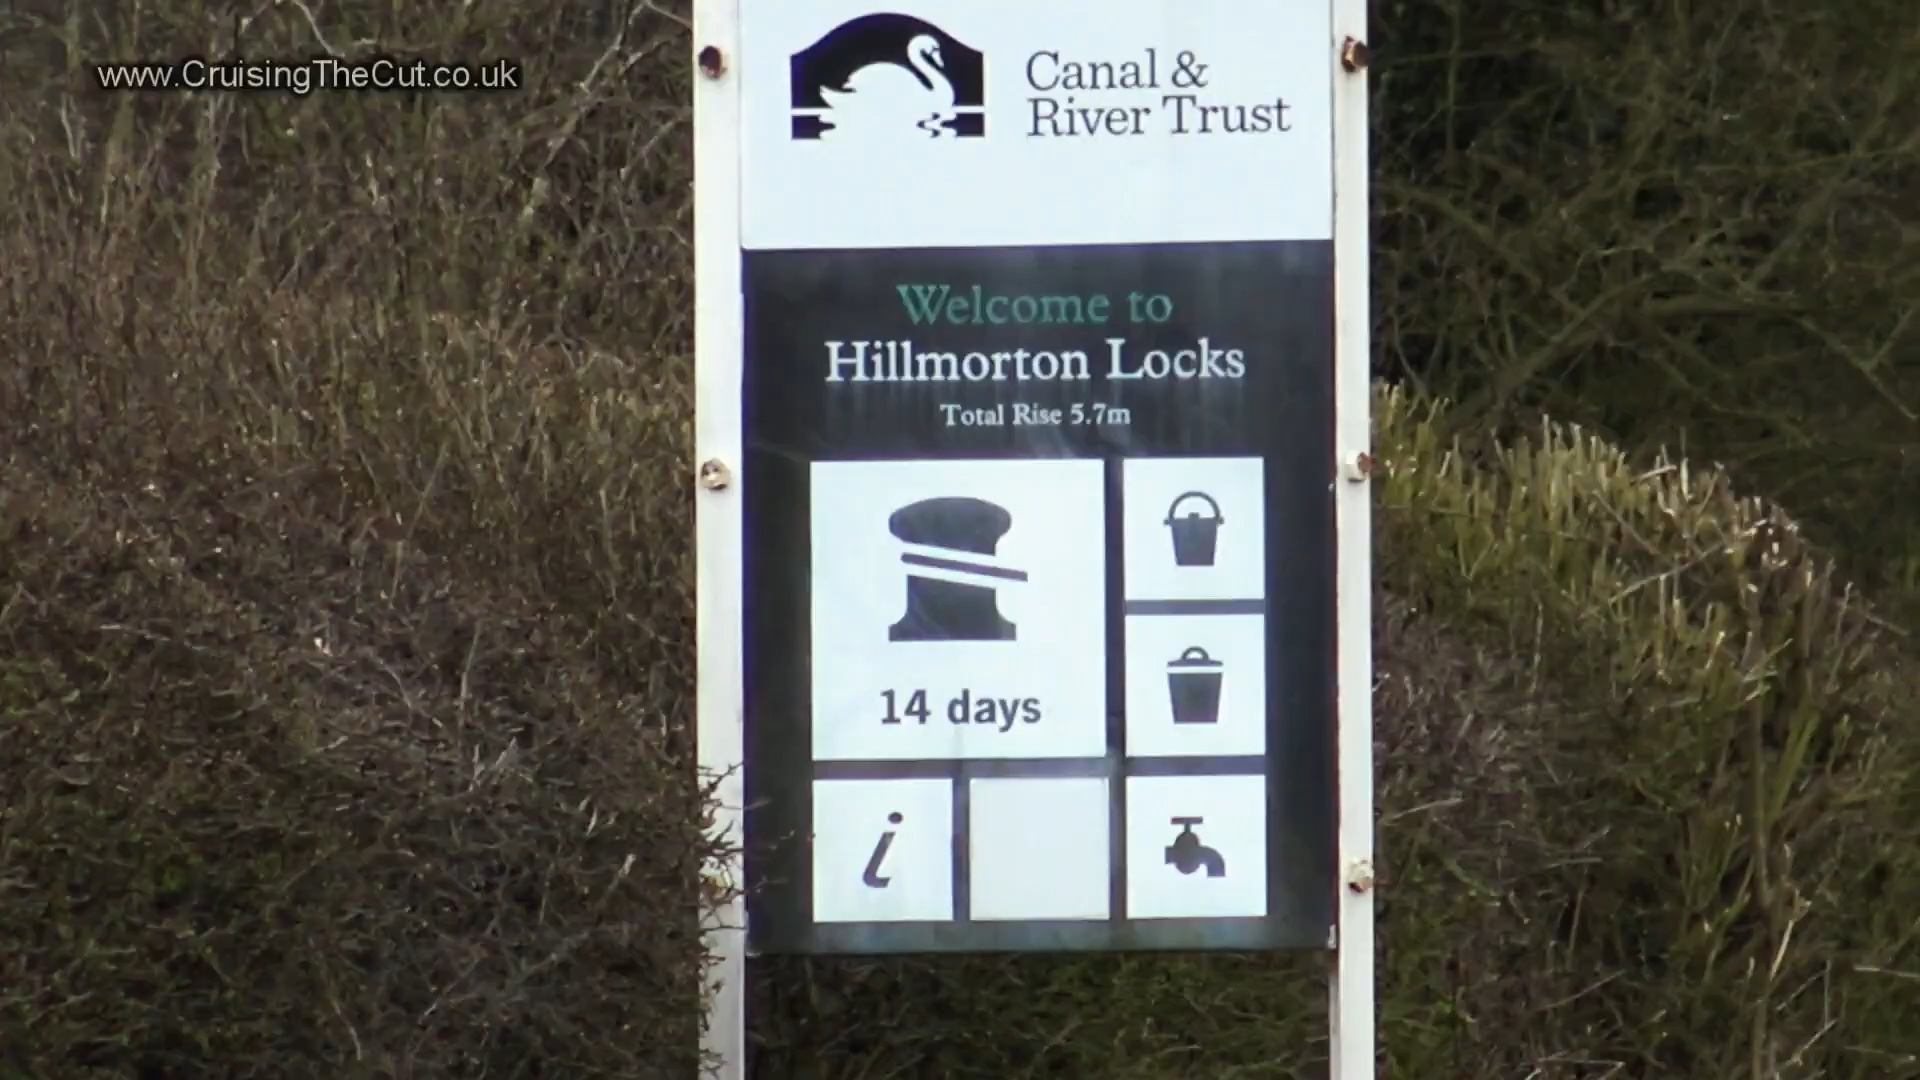 www.CruisingTheCut.co.uk
Canal &
River Trust
Welcome to
Hillmorton Locks
Total Rise 5.7m
14 days
i